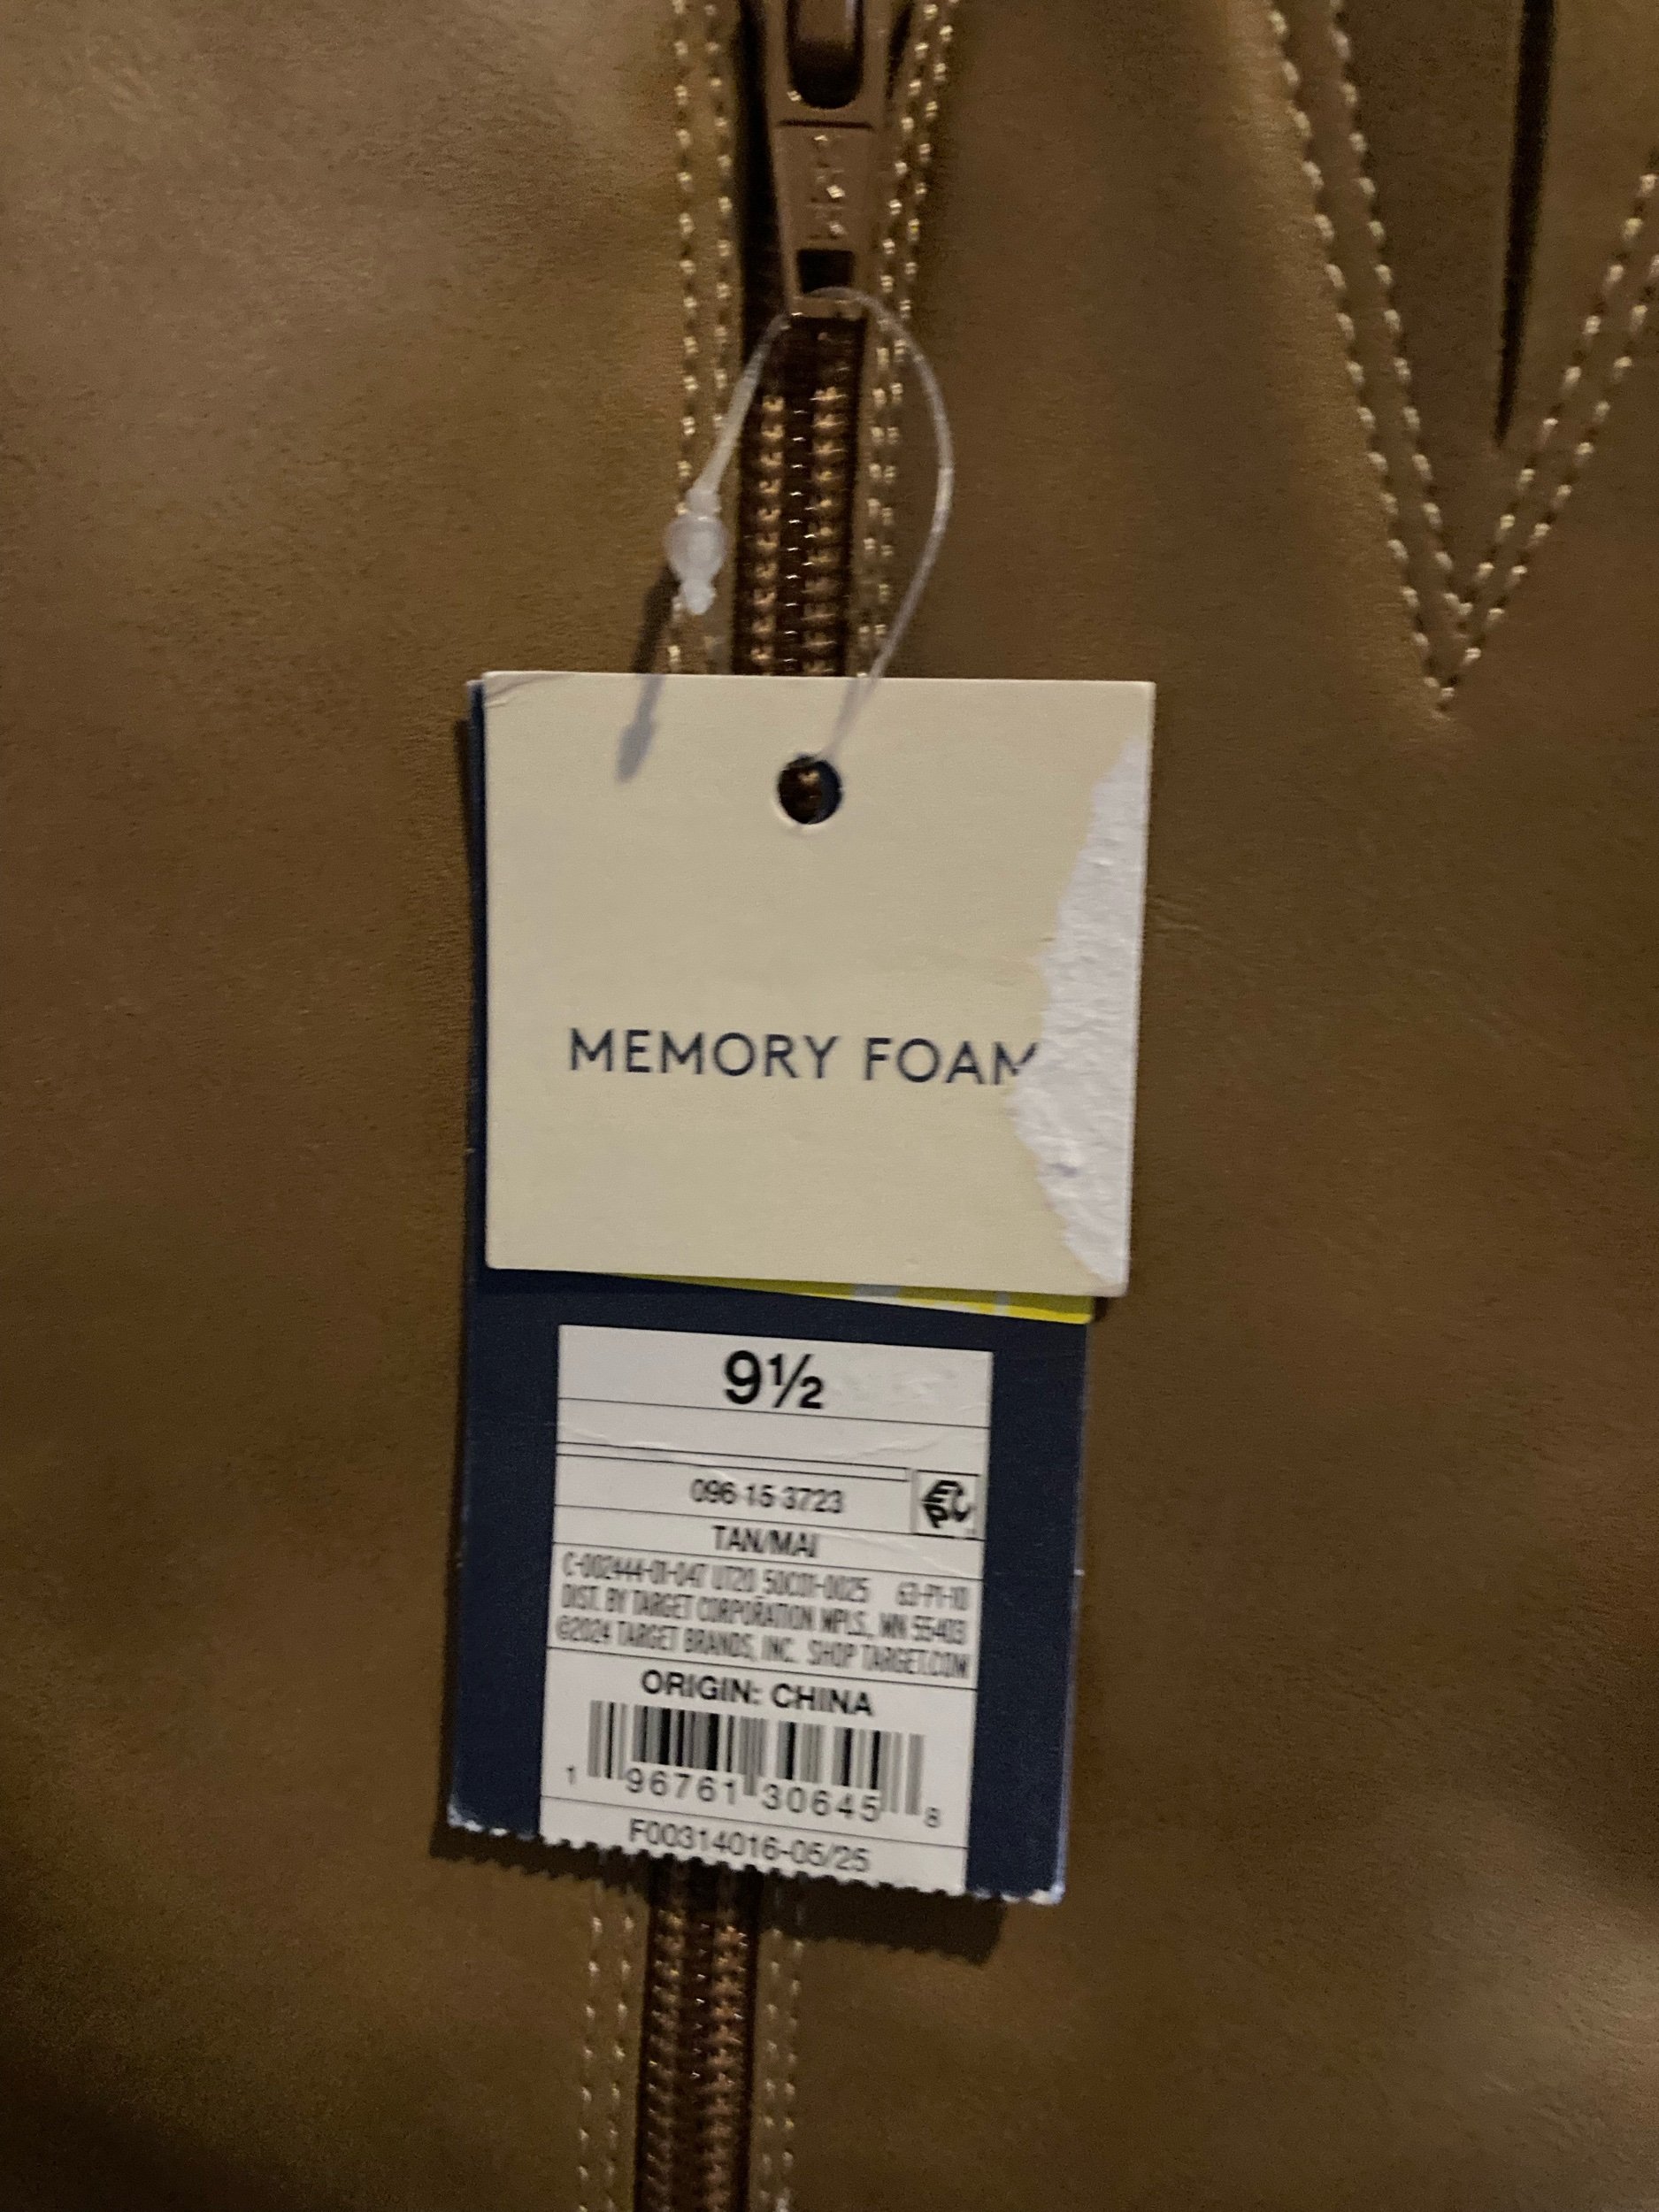 MEMORY FOAM
9½
096 15 3723
EPC
TAN/MAI
C-002444-01-047 U720 50C01-0025 63-P1-10
DIST. BY TARGET CORPORATION MPLS., MN 55403
©2024 TARGET BRANDS, INC. SHOP TARGET.COM
ORIGIN: CHINA
1 96761 30645 8
F00314016-05/25